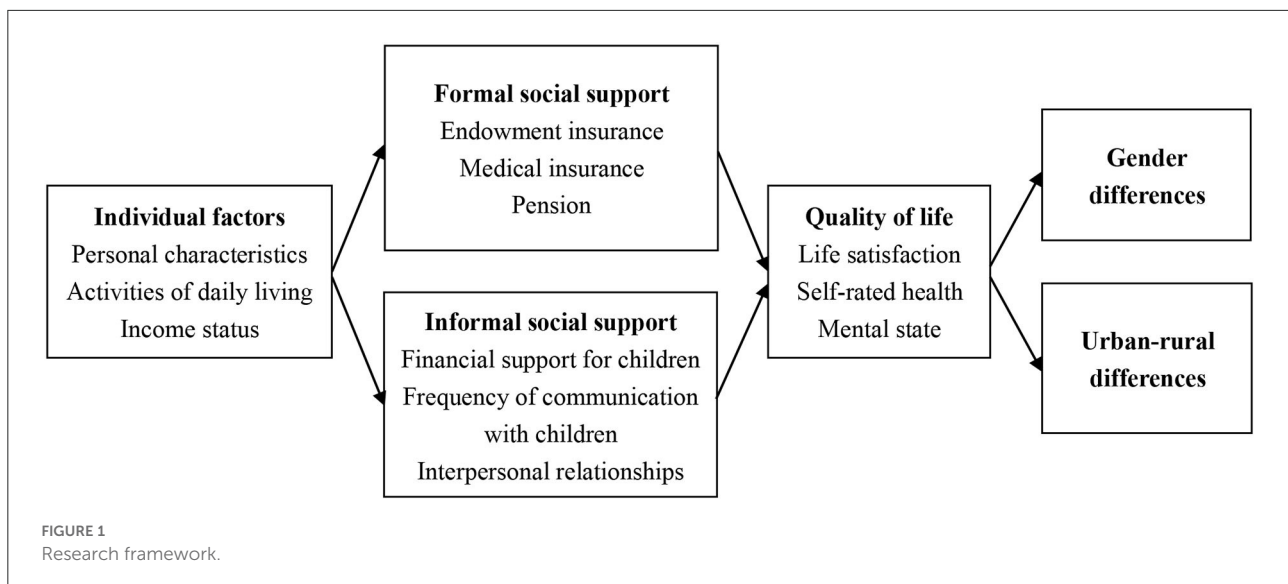 Individual factors
Personal characteristics
Activities of daily living
Income status
Formal social support
Endowment insurance
Medical insurance
Pension
Informal social support
Financial support for children
Frequency of communication
with children
Interpersonal relationships
Quality of life
Life satisfaction
Self-rated health
Mental state
Gender
differences
Urban-rural
differences
FIGURE 1
Research framework.